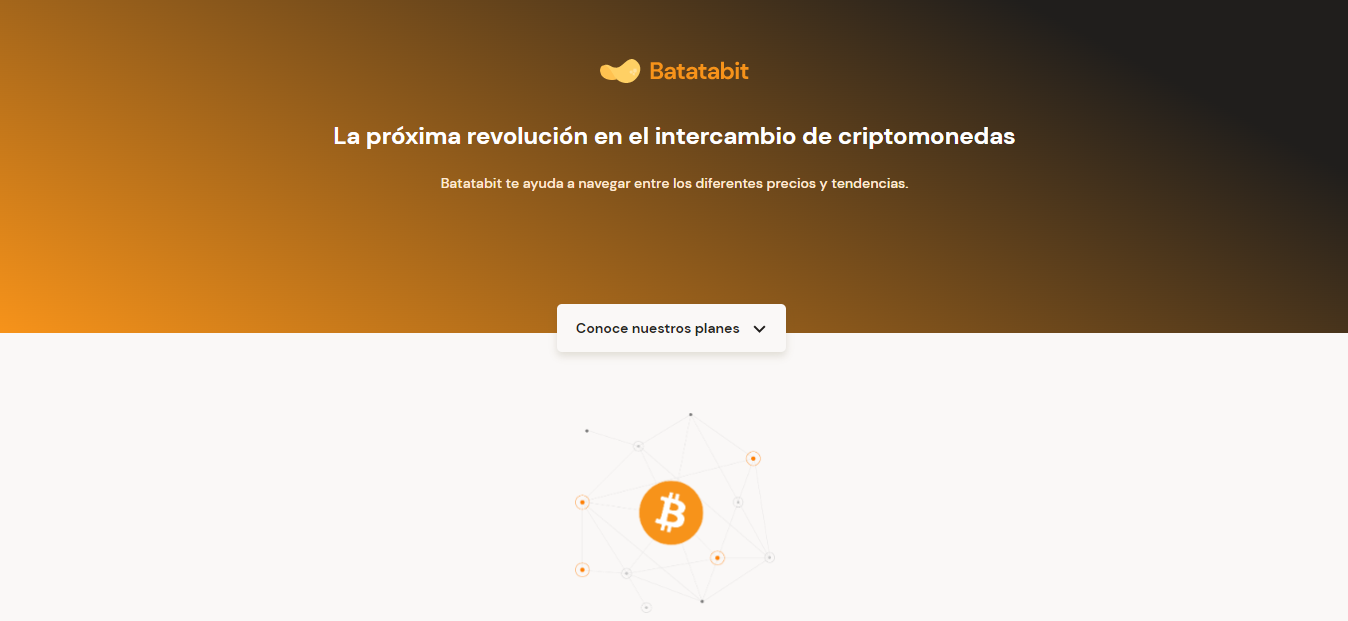 Batatabit
La próxima revolución en el intercambio de criptomonedas
Batatabit te ayuda a navegar entre los diferentes precios y tendencias.
Conoce nuestros planes